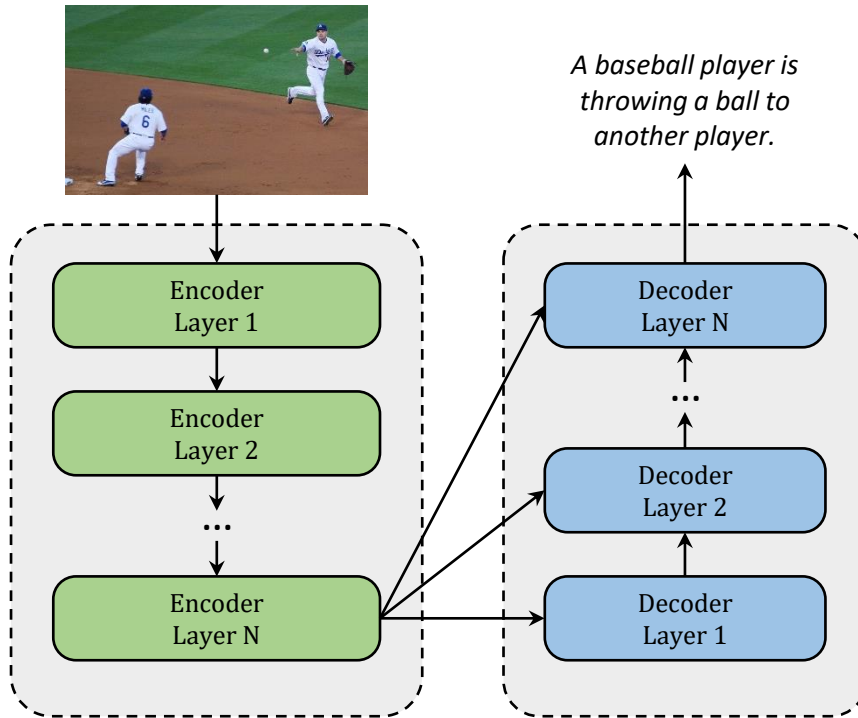 A baseball player is
throwing a ball to
another player.
6
Encoder
Layer 1
Encoder
Layer 2
...
Encoder
Layer N
Decoder
Layer N
...
Decoder
Layer 2
Decoder
Layer 1